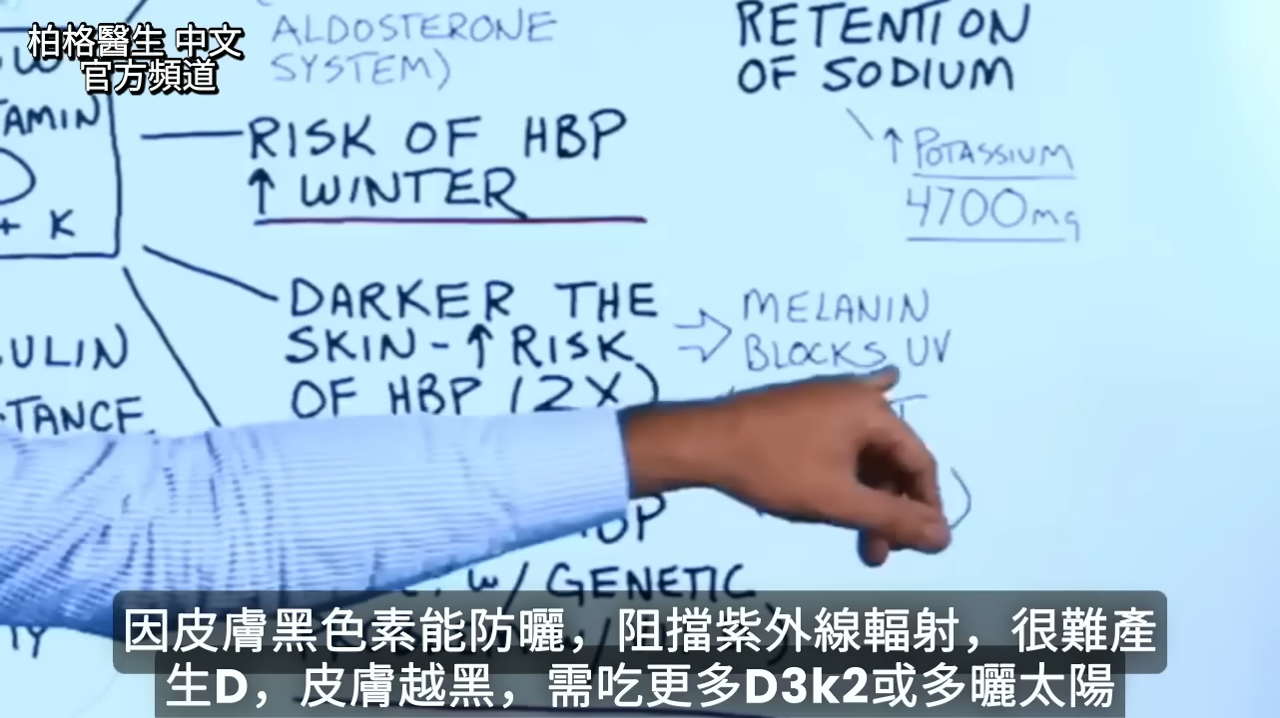 柏格醫生 中文
官方頻道
ALDOSTERONE
SYSTEM)
RETENTION
OF SODIUM
↑ POTASSIUM
4700mg
RISK OF HBP
↑ WINTER
+ K
DARKER THE
SKIN - ↑ RISK
OF HBP (2X)
MELANIN
BLOCKS UV
w/ GENETIC
因皮膚黑色素能防曬，阻擋紫外線輻射，很難產
生D，皮膚越黑，需吃更多D3k2或多曬太陽